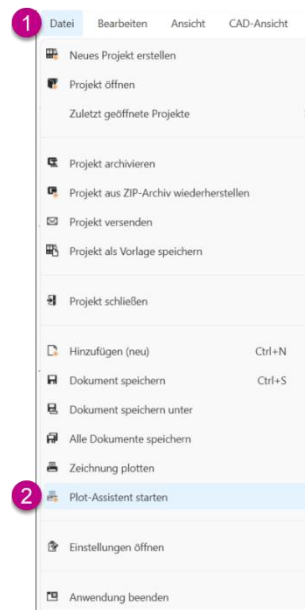 1 Datei Bearbeiten Ansicht CAD-Ansicht
Neues Projekt erstellen
Projekt öffnen
Zuletzt geöffnete Projekte
Projekt archivieren
Projekt aus ZIP-Archiv wiederherstellen
Projekt versenden
Projekt als Vorlage speichern
Projekt schließen
Hinzufügen (neu) Ctrl+N
Dokument speichern Ctrl+S
Dokument speichern unter
Alle Dokumente speichern
Zeichnung plotten
2 Plot-Assistent starten
Einstellungen öffnen
Anwendung beenden